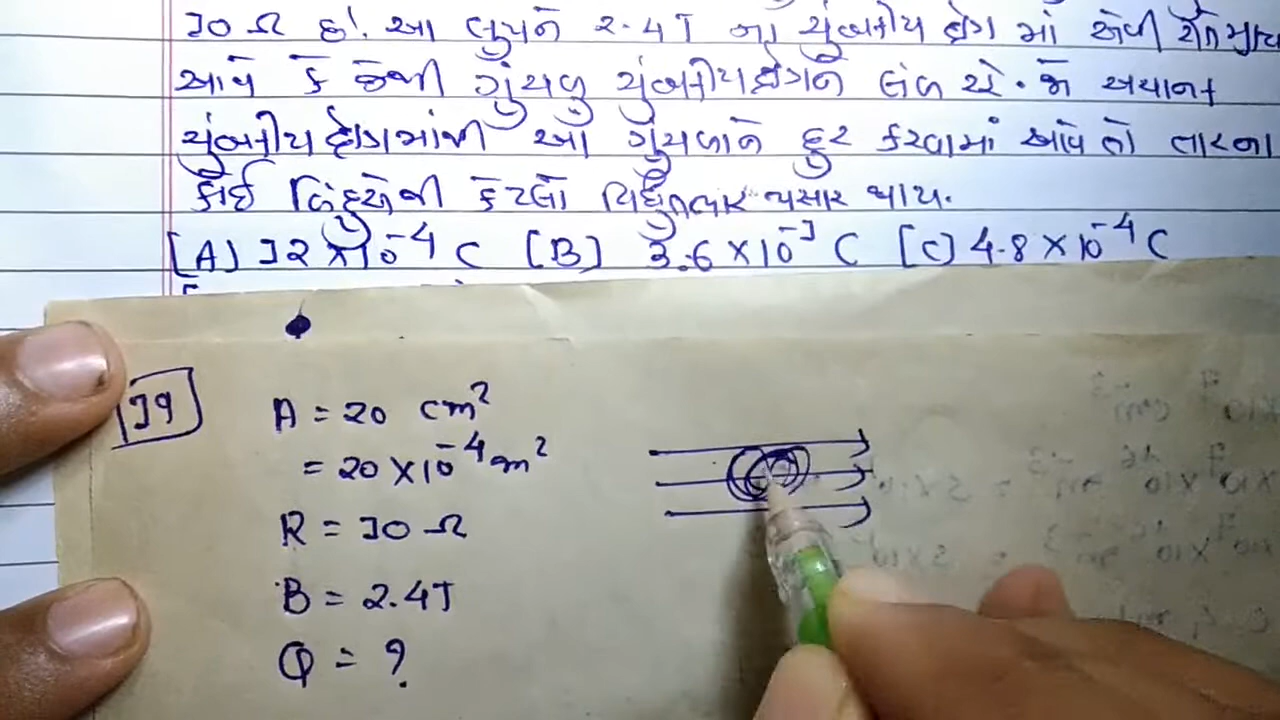 10 Ω છે. આ લુપને 2.4T ના ચુંબકીય ક્ષેત્ર માં એવી રીતે
આવે કે જેથી ગુંચળુ ચુંબકીયક્ષેત્રને લંબ રહે. જો અચાનક
ચુંબકીયક્ષેત્રમાંથી આ ગુંચળાને દુર કરવામાં આવે તો તારના
કોઈ બિંદુએથી કેટલો વિદ્યુતભાર પસાર થાય.
[A] 12 × 10⁻⁴ C [B] 3.6 × 10⁻³ C [C] 4.8 × 10⁻⁴ C
19
A = 20 cm²
= 20 × 10⁻⁴ m²
R = 10 Ω
B = 2.4T
Q = ?